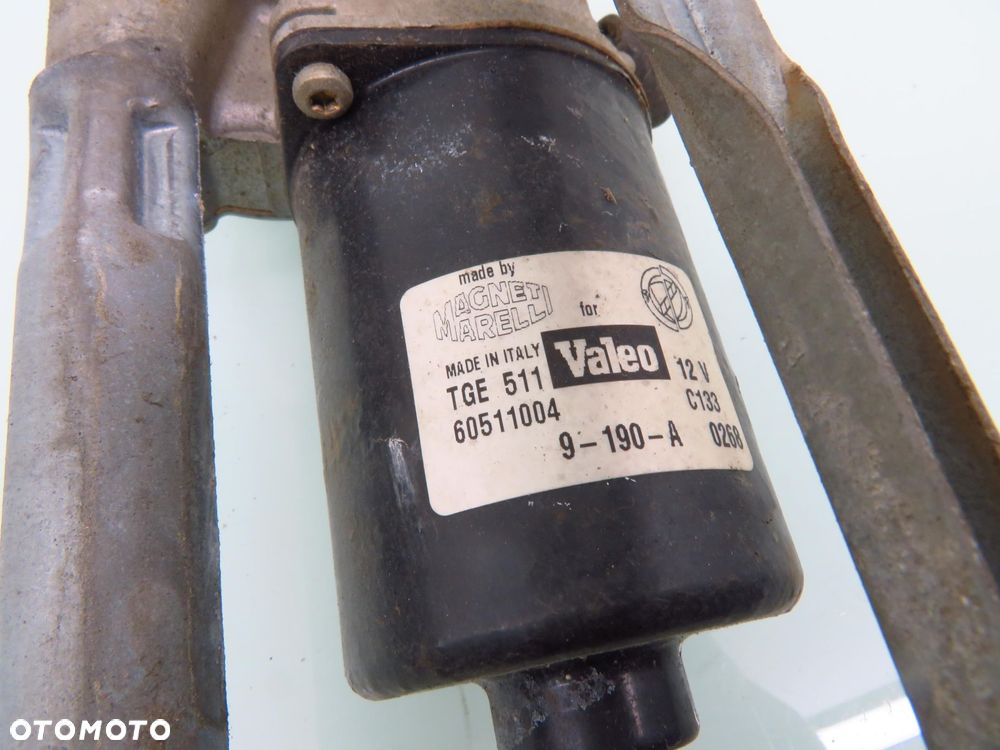 made by
MAGNETI
MARELLI
for
MADE IN ITALY
Valeo
12 V
TGE 511
C133
60511004
9-190-A
0268
OTOMOTO